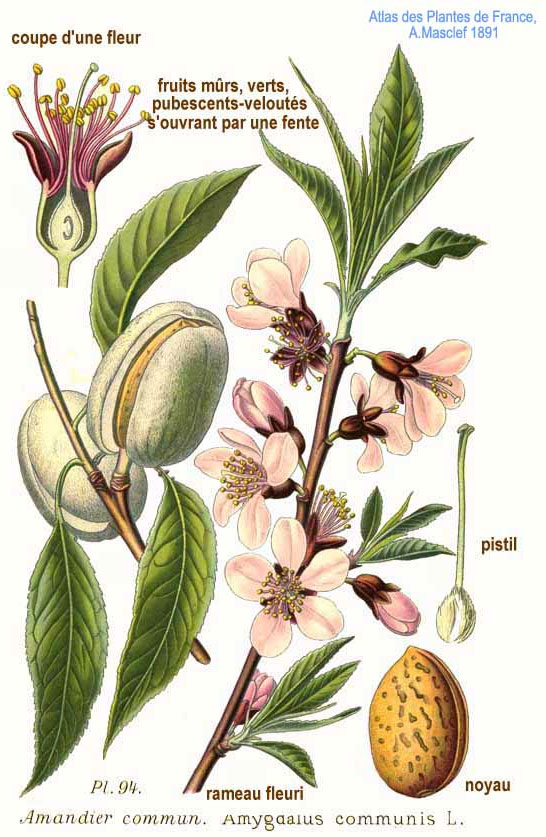 Atlas des Plantes de France,
A.Masclef 1891
coupe d'une fleur
fruits mûrs, verts,
pubescents-veloutés
s'ouvrant par une fente
pistil
noyau
rameau fleuri
Pl. 94.
Amandier commun. Amygdalus communis L.